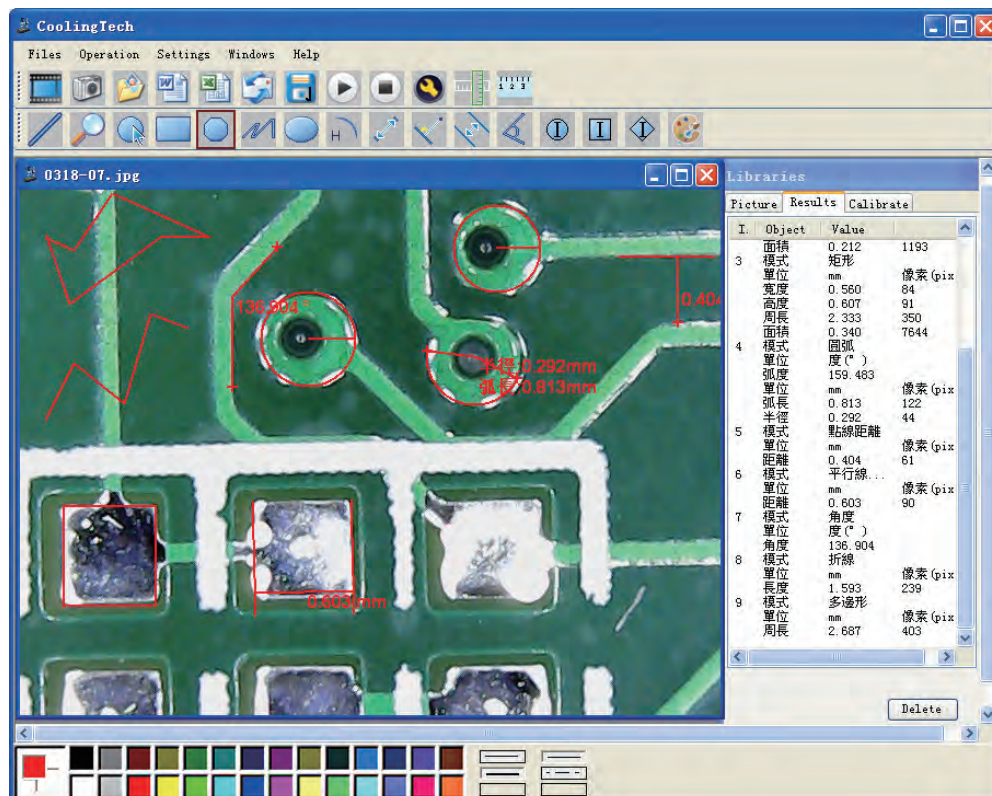 CoolingTech
Files Operation Settings Windows Help
1 2 3
H
0318-07.jpg
136.904 °
0.404
半徑:0.292mm
弧長:0.813mm
0.603 mm
Libraries
Picture Results Calibrate
I. Object Value
面積 0.212 1193
3 模式 矩形
單位 mm 像素(pix
寬度 0.560 84
高度 0.607 91
周長 2.333 350
面積 0.340 7644
4 模式 圓弧
單位 度(°)
弧度 159.483
單位 mm 像素(pix
弧長 0.813 122
半徑 0.292 44
5 模式 點線距離
單位 mm 像素(pix
距離 0.404 61
6 模式 平行線...
單位 mm 像素(pix
距離 0.603 90
7 模式 角度
單位 度(°)
角度 136.904
8 模式 折線
單位 mm 像素(pix
長度 1.593 239
9 模式 多邊形
單位 mm 像素(pix
周長 2.687 403
Delete